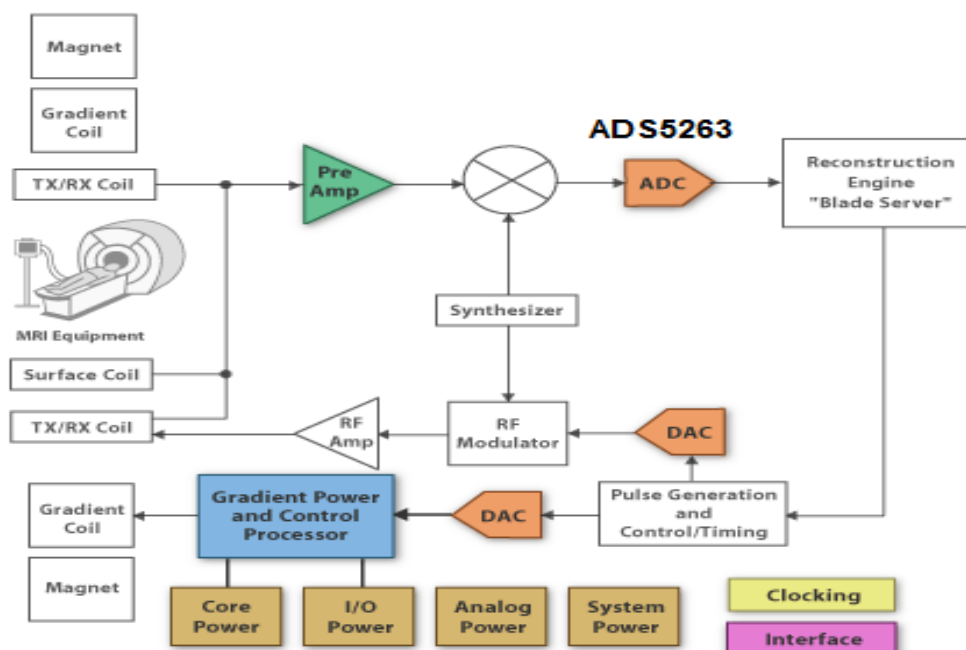 Magnet
Gradient
Coil
ADS5263
TX/RX Coil
Pre
Amp
ADC
Reconstruction
Engine
"Blade Server"
Synthesizer
MRI Equipment
Surface Coil
TX/RX Coil
RF
Amp
RF
Modulator
DAC
Gradient
Coil
Gradient Power
and Control
Processor
DAC
Pulse Generation
and
Control/Timing
Magnet
Core
Power
I/O
Power
Analog
Power
System
Power
Clocking
Interface